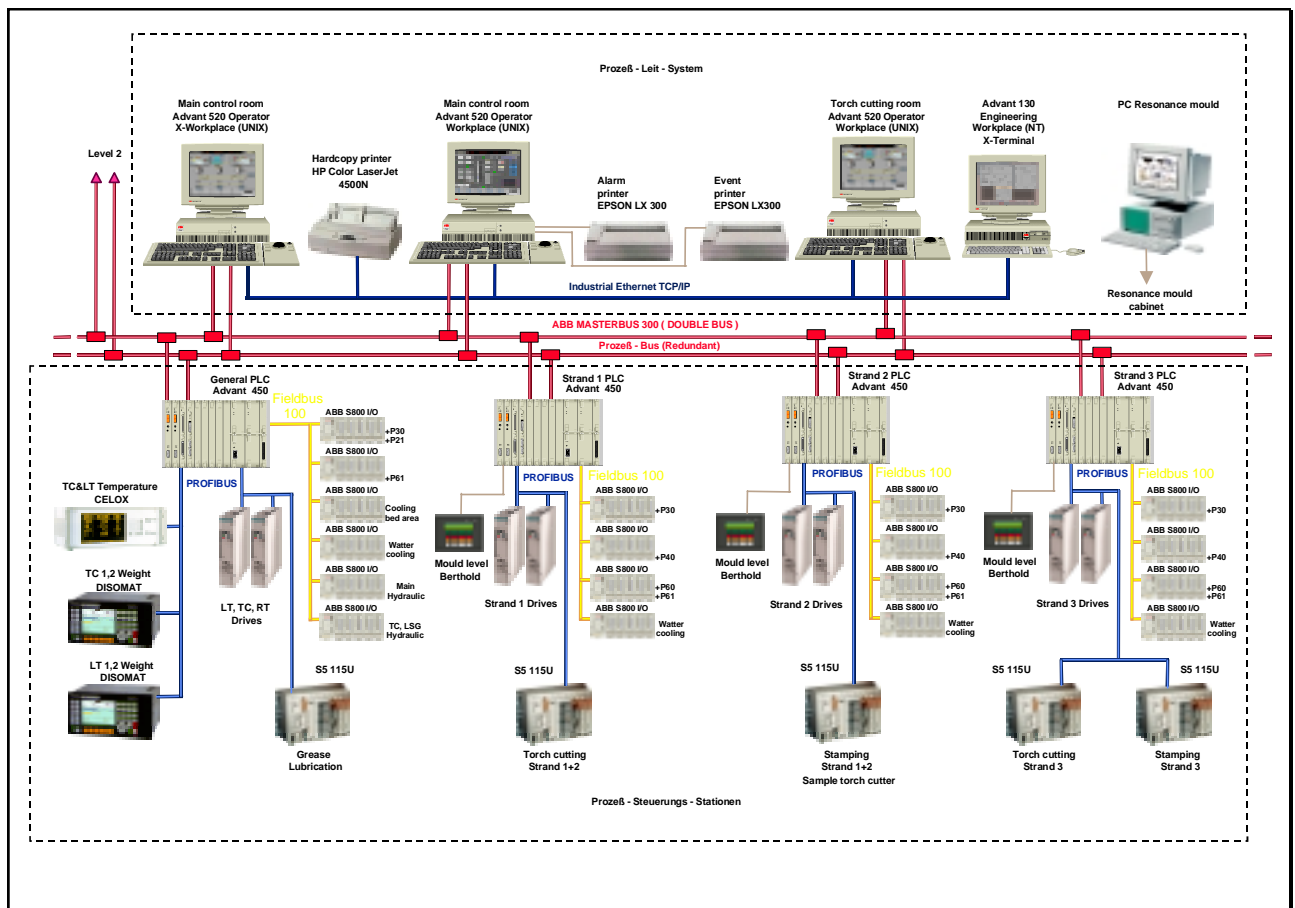 Prozeß - Leit - System
Main control room
Advant 520 Operator
X-Workplace (UNIX)
Main control room
Advant 520 Operator
Workplace (UNIX)
Torch cutting room
Advant 520 Operator
Workplace (UNIX)
Advant 130
Engineering
Workplace (NT)
X-Terminal
PC Resonance mould
Level 2
Hardcopy printer
HP Color LaserJet
4500N
Alarm
printer
EPSON LX 300
Event
printer
EPSON LX300
Industrial Ethernet TCP/IP
Resonance mould
cabinet
ABB MASTERBUS 300 ( DOUBLE BUS )
Prozeß - Bus (Redundant)
General PLC
Advant 450
Fieldbus
100
ABB S800 I/O
+P30
+P21
ABB S800 I/O
+P61
ABB S800 I/O
Cooling
bed area
ABB S800 I/O
Watter
cooling
ABB S800 I/O
Main
Hydraulic
ABB S800 I/O
TC, LSG
Hydraulic
PROFIBUS
TC&LT Temperature
CELOX
TC 1,2 Weight
DISOMAT
LT 1,2 Weight
DISOMAT
LT, TC, RT
Drives
S5 115U
Grease
Lubrication
Strand 1 PLC
Advant 450
PROFIBUS
Fieldbus 100
ABB S800 I/O
+P30
ABB S800 I/O
+P40
ABB S800 I/O
+P60
+P61
ABB S800 I/O
Watter
cooling
Mould level
Berthold
Strand 1 Drives
S5 115U
Torch cutting
Strand 1+2
Strand 2 PLC
Advant 450
PROFIBUS
Fieldbus 100
ABB S800 I/O
+P30
ABB S800 I/O
+P40
ABB S800 I/O
+P60
+P61
ABB S800 I/O
Watter
cooling
Mould level
Berthold
Strand 2 Drives
S5 115U
Stamping
Strand 1+2
Sample torch cutter
Strand 3 PLC
Advant 450
PROFIBUS
Fieldbus 100
ABB S800 I/O
+P30
ABB S800 I/O
+P40
ABB S800 I/O
+P60
+P61
ABB S800 I/O
Watter
cooling
Mould level
Berthold
Strand 3 Drives
S5 115U
S5 115U
Torch cutting
Strand 3
Stamping
Strand 3
Prozeß - Steuerungs - Stationen